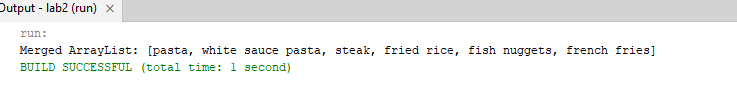 Output - lab2 (run) ×
run:
Merged ArrayList: [pasta, white sauce pasta, steak, fried rice, fish nuggets, french fries]
BUILD SUCCESSFUL (total time: 1 second)